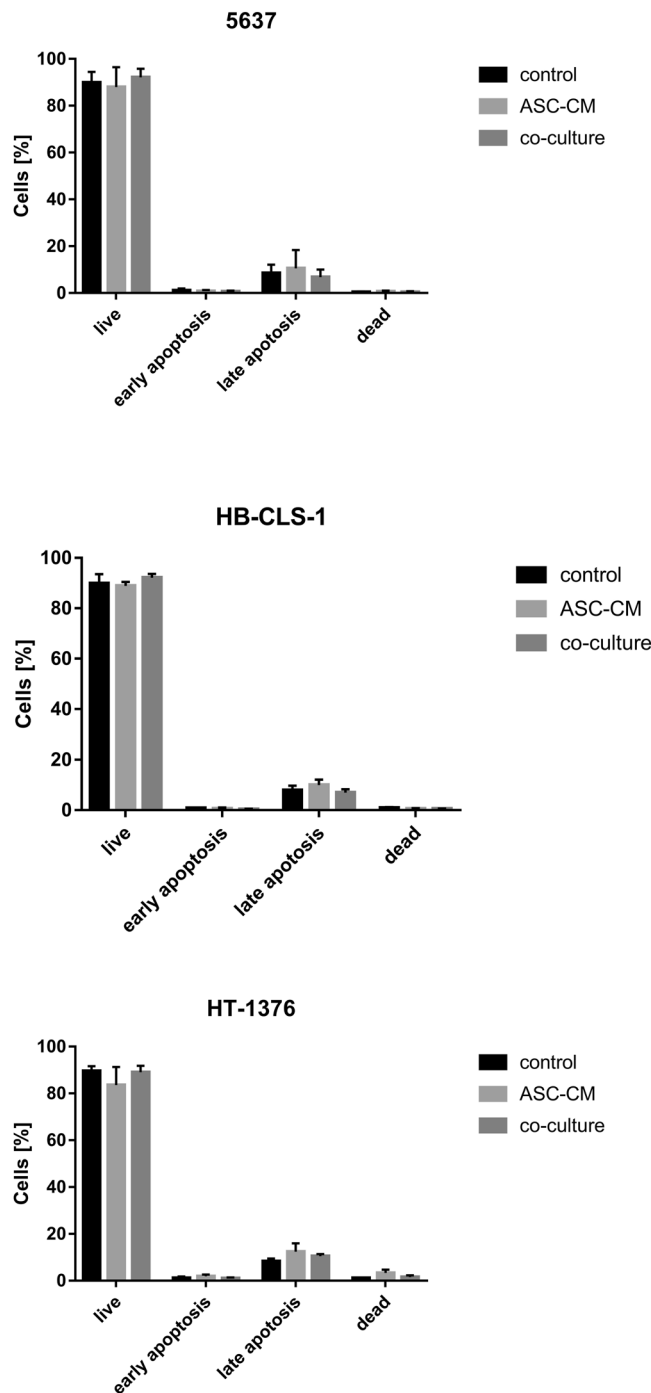 5637
100
80
60
40
20
0
Cells [%]
live
early apoptosis
late apotosis
dead
control
ASC-CM
co-culture
HB-CLS-1
100
80
60
40
20
0
Cells [%]
live
early apoptosis
late apotosis
dead
control
ASC-CM
co-culture
HT-1376
100
80
60
40
20
0
Cells [%]
live
early apoptosis
late apotosis
dead
control
ASC-CM
co-culture